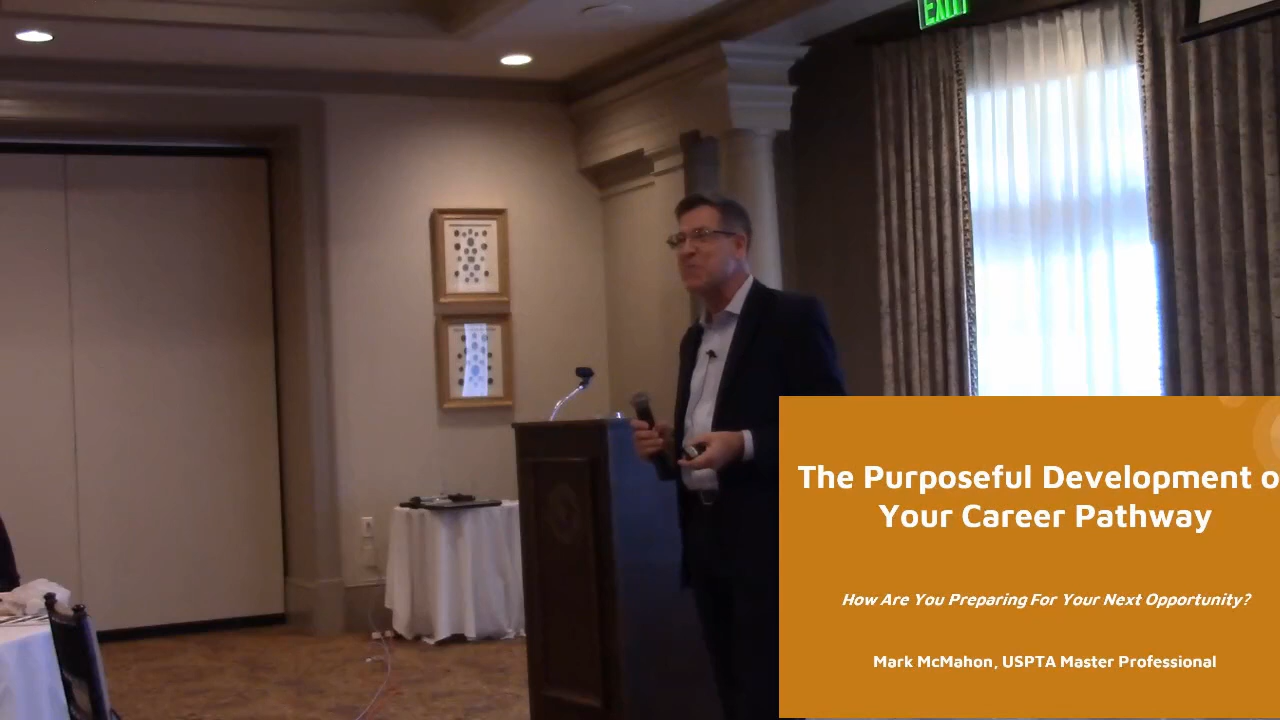 EXIT
The Purposeful Development o
Your Career Pathway
How Are You Preparing For Your Next Opportunity?
Mark McMahon, USPTA Master Professional